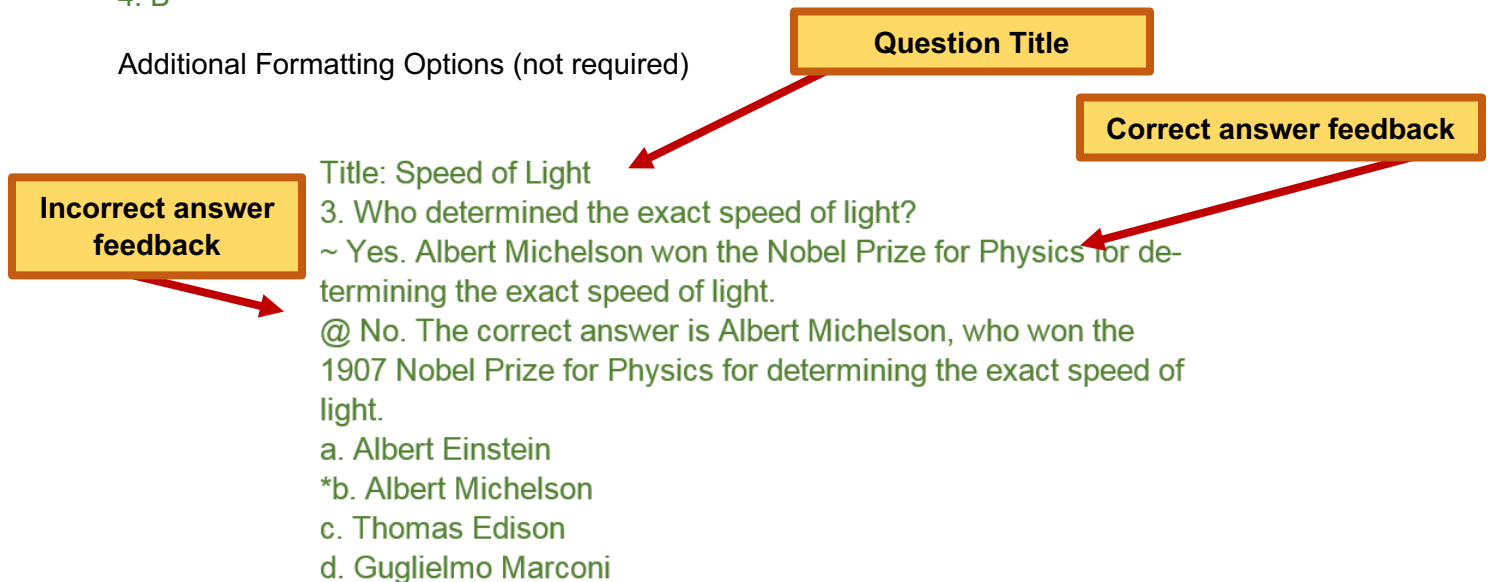 4. B
Question Title
Additional Formatting Options (not required)
Correct answer feedback
Title: Speed of Light
Incorrect answer
feedback
3. Who determined the exact speed of light?
~ Yes. Albert Michelson won the Nobel Prize for Physics for de-
termining the exact speed of light.
@ No. The correct answer is Albert Michelson, who won the
1907 Nobel Prize for Physics for determining the exact speed of
light.
a. Albert Einstein
*b. Albert Michelson
c. Thomas Edison
d. Guglielmo Marconi